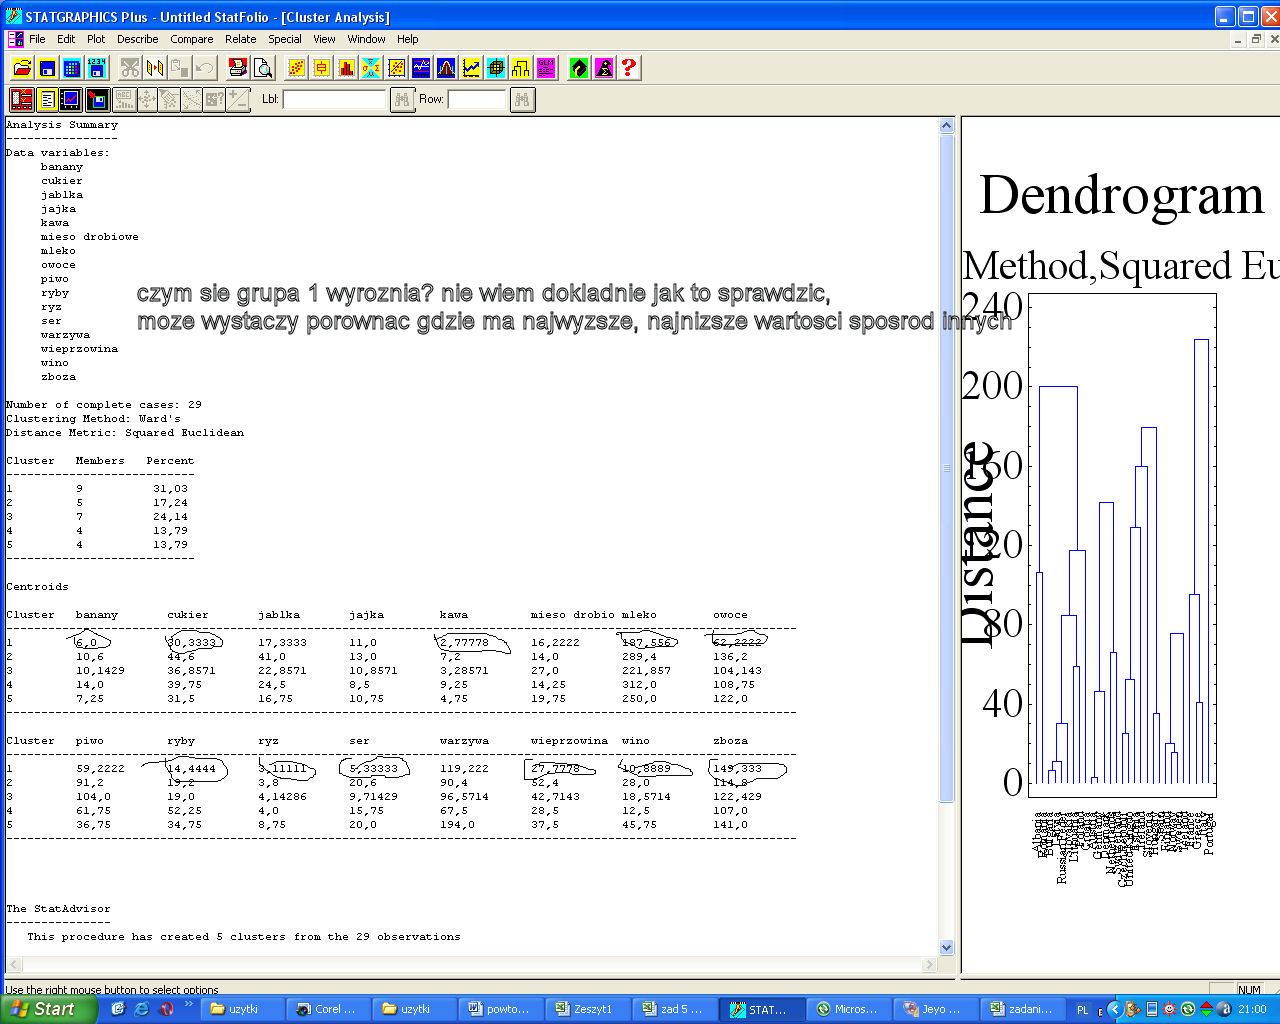 STATGRAPHICS Plus - Untitled StatFolio - [Cluster Analysis]
File Edit Plot Describe Compare Relate Special View Window Help
Lbl: Row:
Analysis Summary
----------------
Data variables:
banany
cukier
jablka
jajka
kawa
mieso drobiowe
mleko
owoce
piwo
ryby
ryz
ser
warzywa
wieprzowina
wino
zboza
czym sie grupa 1 wyroznia? nie wiem dokladnie jak to sprawdzic,
moze wystaczy porownac gdzie ma najwyzsze, najnizsze wartosci sposrod innych
Number of complete cases: 29
Clustering Method: Ward's
Distance Metric: Squared Euclidean
Cluster Members Percent
1 9 31,03
2 5 17,24
3 7 24,14
4 4 13,79
5 4 13,79
Centroids
Cluster banany cukier jablka jajka kawa mieso drobio mleko owoce
1 6,0 30,3333 17,3333 11,0 2,77778 16,2222 187,556 62,2222
2 10,6 44,6 41,0 13,0 7,2 14,0 289,4 136,2
3 10,1429 36,8571 22,8571 10,8571 3,28571 27,0 221,857 104,143
4 14,0 39,75 24,5 8,5 9,25 14,25 312,0 108,75
5 7,25 31,5 16,75 10,75 4,75 19,75 250,0 122,0
Cluster piwo ryby ryz ser warzywa wieprzowina wino zboza
1 59,2222 14,4444 3,11111 5,33333 119,222 27,7778 10,8889 149,333
2 91,2 19,2 3,8 20,6 90,4 52,4 28,0 114,8
3 104,0 19,0 4,14286 9,71429 96,5714 42,7143 18,5714 122,429
4 61,75 52,25 4,0 15,75 67,5 28,5 12,5 107,0
5 36,75 34,75 8,75 20,0 194,0 37,5 45,75 141,0
The StatAdvisor
---------------
This procedure has created 5 clusters from the 29 observations
Dendrogram
Method,Squared Eu
240
200
160
120
80
40
0
Distance
Albania
Portugal
Use the right mouse button to select options
NUM
Start
uzytki
Corel ...
uzytki
powto...
Zeszyt1
zad 5 ...
STAT...
Micros...
Jeyo ...
zadani...
PL
21:00